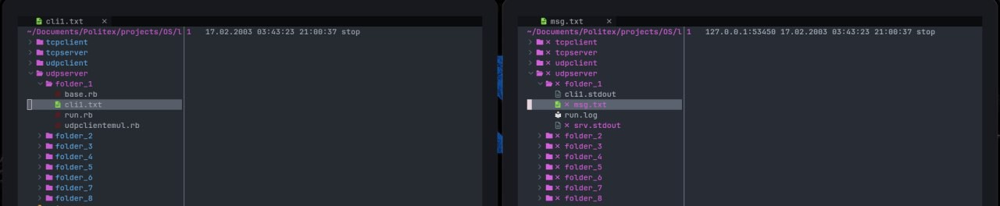 cli1.txt ×
~/Documents/Politex/projects/OS/l
1 17.02.2003 03:43:23 21:00:37 stop
tcpclient
tcpserver
udpclient
udpserver
folder_1
base.rb
cli1.txt
run.rb
udpclientemul.rb
folder_2
folder_3
folder_4
folder_5
folder_6
folder_7
folder_8
msg.txt ×
~/Documents/Politex/projects/OS/l
1 127.0.0.1:53450 17.02.2003 03:43:23 21:00:37 stop
× tcpclient
× tcpserver
× udpclient
× udpserver
× folder_1
cli1.stdout
× msg.txt
run.log
× srv.stdout
× folder_2
× folder_3
× folder_4
× folder_5
× folder_6
× folder_7
× folder_8